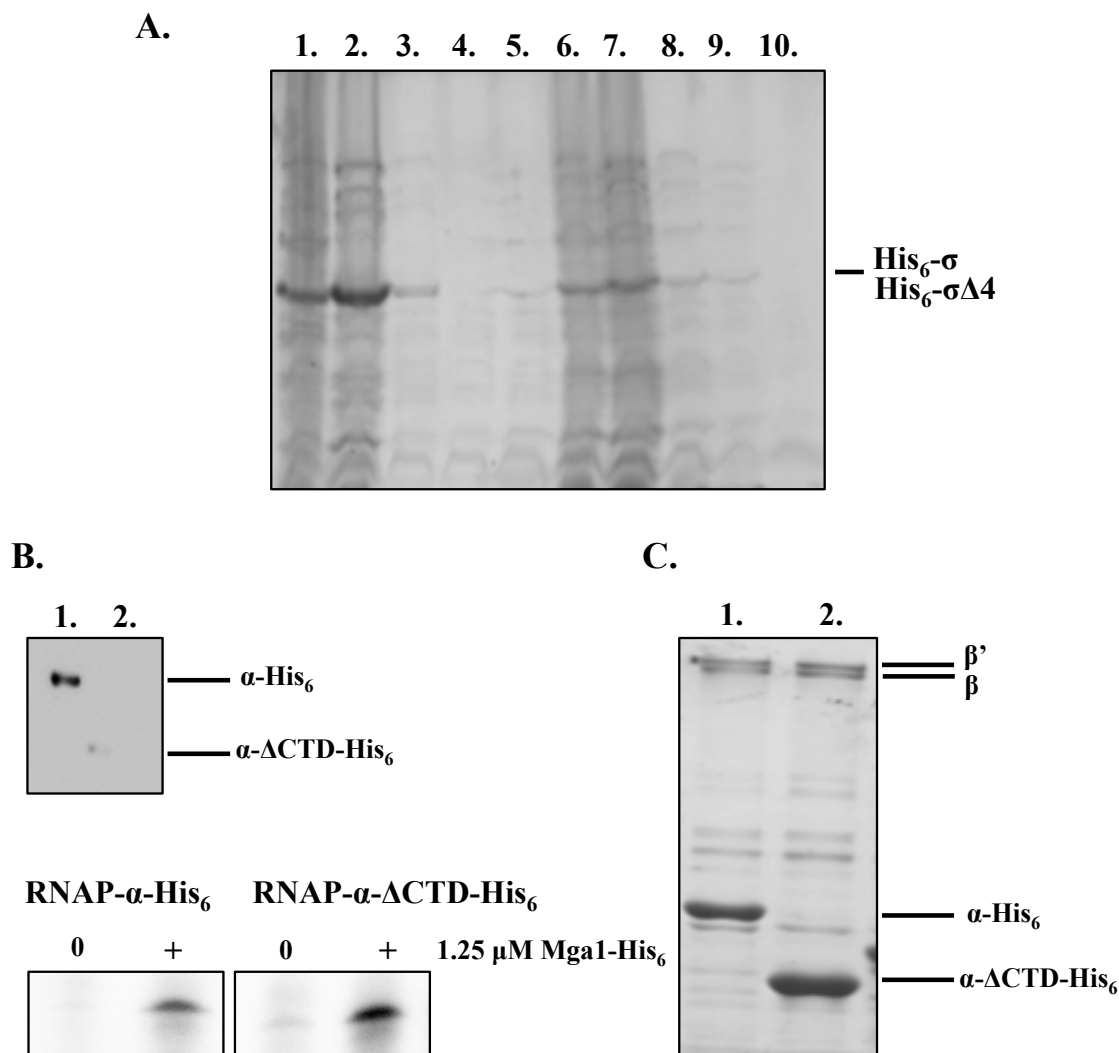 A.
1. 2. 3. 4. 5. 6. 7. 8. 9. 10.
His₆-σ
His₆-σΔ4
B.
1. 2.
α-His₆
α-ΔCTD-His₆
RNAP-α-His₆ RNAP-α-ΔCTD-His₆
0 + 0 + 1.25 μM Mga1-His₆
C.
1. 2.
β’
β
α-His₆
α-ΔCTD-His₆